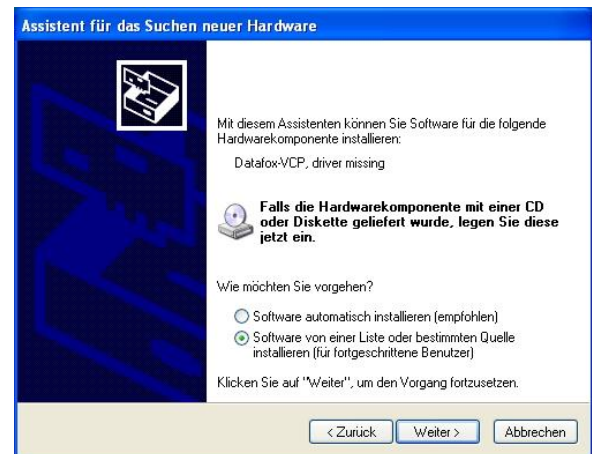 Assistent für das Suchen neuer Hardware
Mit diesem Assistenten können Sie Software für die folgende
Hardwarekomponente installieren:
Datafox-VCP, driver missing
Falls die Hardwarekomponente mit einer CD
oder Diskette geliefert wurde, legen Sie diese
jetzt ein.
Wie möchten Sie vorgehen?
Software automatisch installieren (empfohlen)
Software von einer Liste oder bestimmten Quelle
installieren (für fortgeschrittene Benutzer)
Klicken Sie auf "Weiter", um den Vorgang fortzusetzen.
< Zurück Weiter > Abbrechen